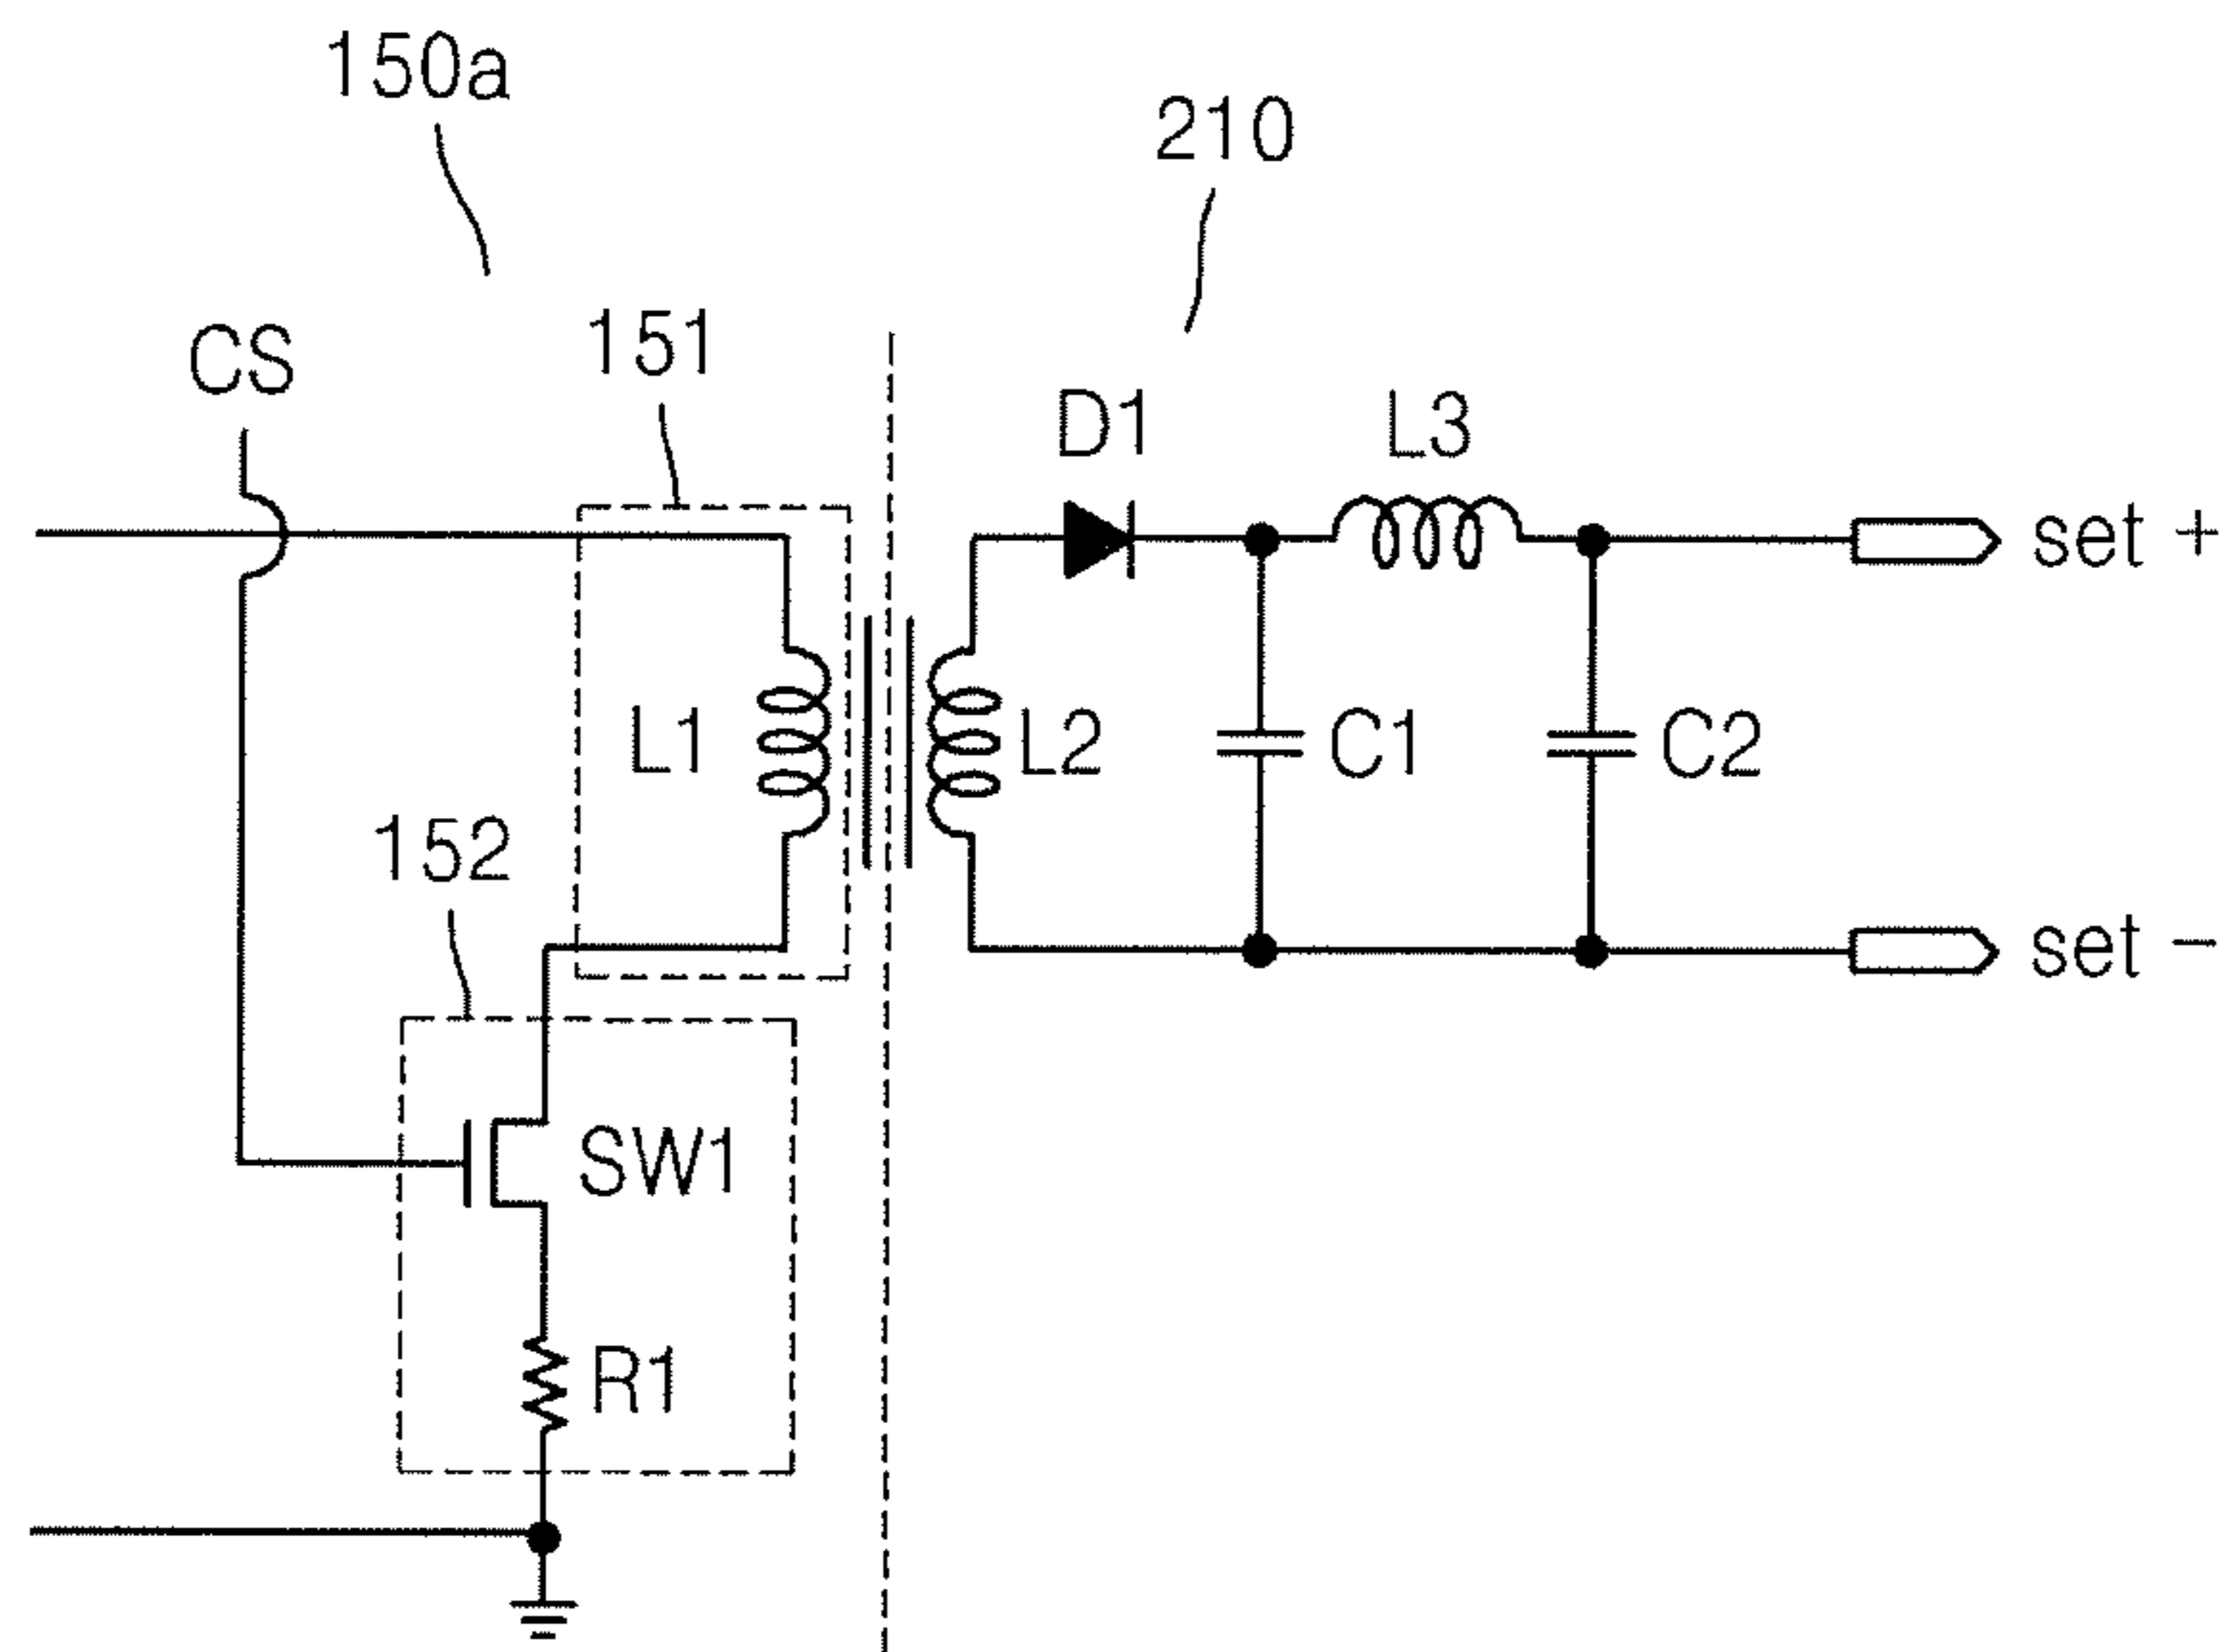 150a
210
CS
151
D1
L3
set +
L1
L2
C1
C2
152
set -
SW1
R1